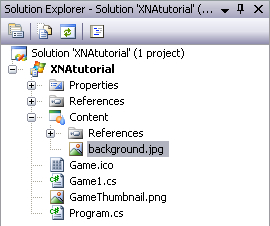 Solution Explorer - Solution 'XNAtutorial' (...
Solution 'XNAtutorial' (1 project)
XNAtutorial
Properties
References
Content
References
background.jpg
Game.ico
Game1.cs
GameThumbnail.png
Program.cs